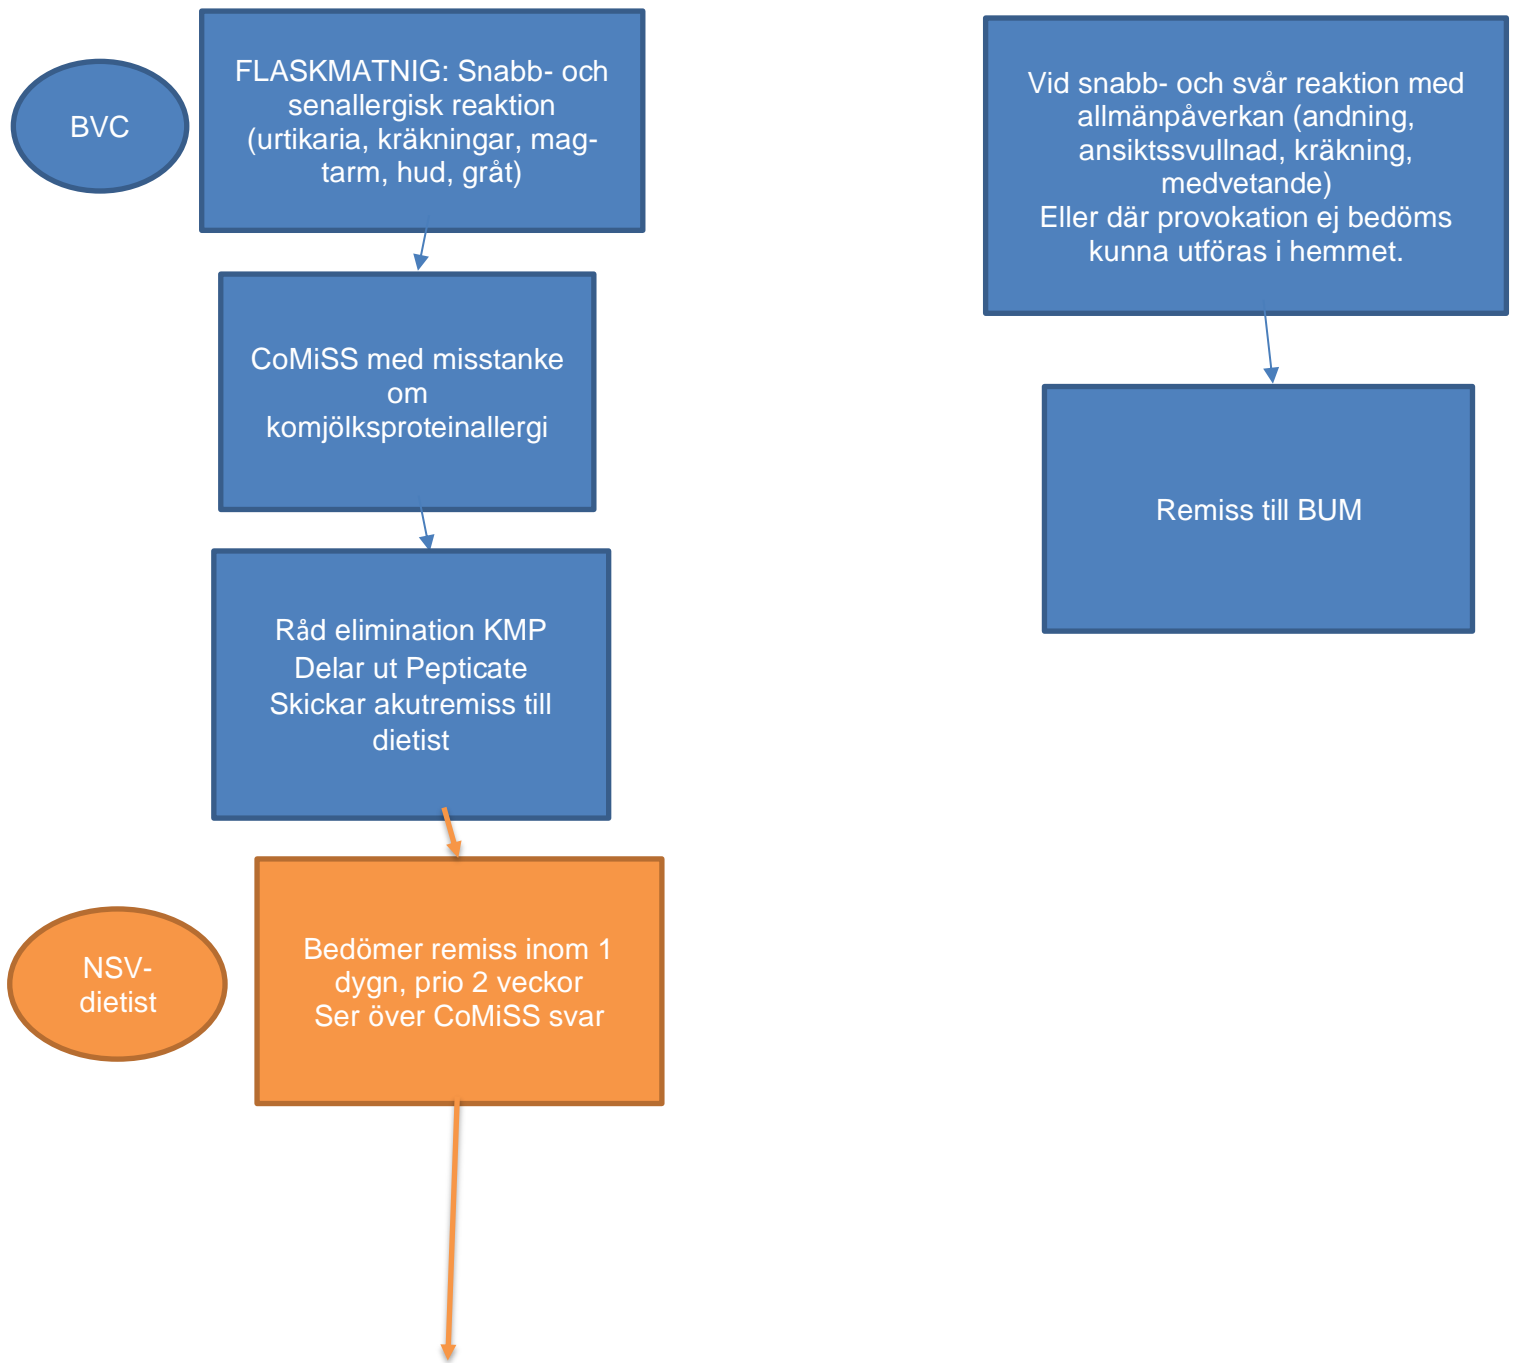 BVC
FLASKMATNIG: Snabb- och
senallergisk reaktion
(urtikaria, kräkningar, mag-
tarm, hud, gråt)
CoMiSS med misstanke
om
komjölksproteinallergi
Råd elimination KMP
Delar ut Pepticate
Skickar akutremiss till
dietist
NSV-
dietist
Bedömer remiss inom 1
dygn, prio 2 veckor
Ser över CoMiSS svar
Vid snabb- och svår reaktion med
allmänpåverkan (andning,
ansiktssvullnad, kräkning,
medvetande)
Eller där provokation ej bedöms
kunna utföras i hemmet.
Remiss till BUM